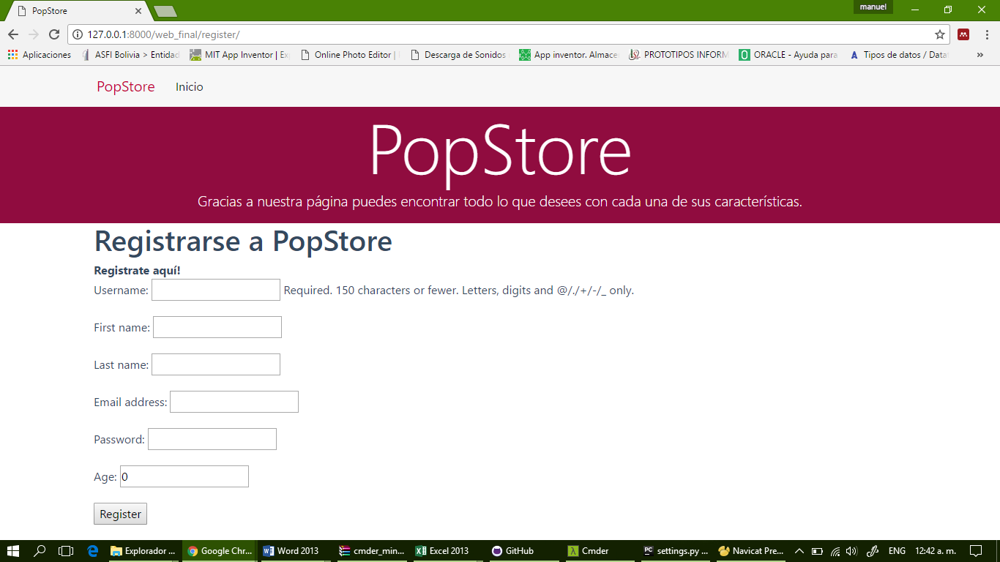 PopStore
manuel
127.0.0.1:8000/web_final/register/
Aplicaciones
ASFI Bolivia > Entidad
MIT App Inventor | Ex
Online Photo Editor |
Descarga de Sonidos
App inventor. Almace
PROTOTIPOS INFORM
ORACLE - Ayuda para
Tipos de datos / Data
»
PopStore Inicio
PopStore
Gracias a nuestra página puedes encontrar todo lo que desees con cada una de sus características.
Registrarse a PopStore
Registrate aquí!
Username: Required. 150 characters or fewer. Letters, digits and @/./+/-/_ only.
First name:
Last name:
Email address:
Password:
Age: 0
Register
Explorador ...
Google Chr...
Word 2013
cmder_min...
Excel 2013
GitHub
Cmder
settings.py ...
Navicat Pre...
ENG
12:42 a. m.